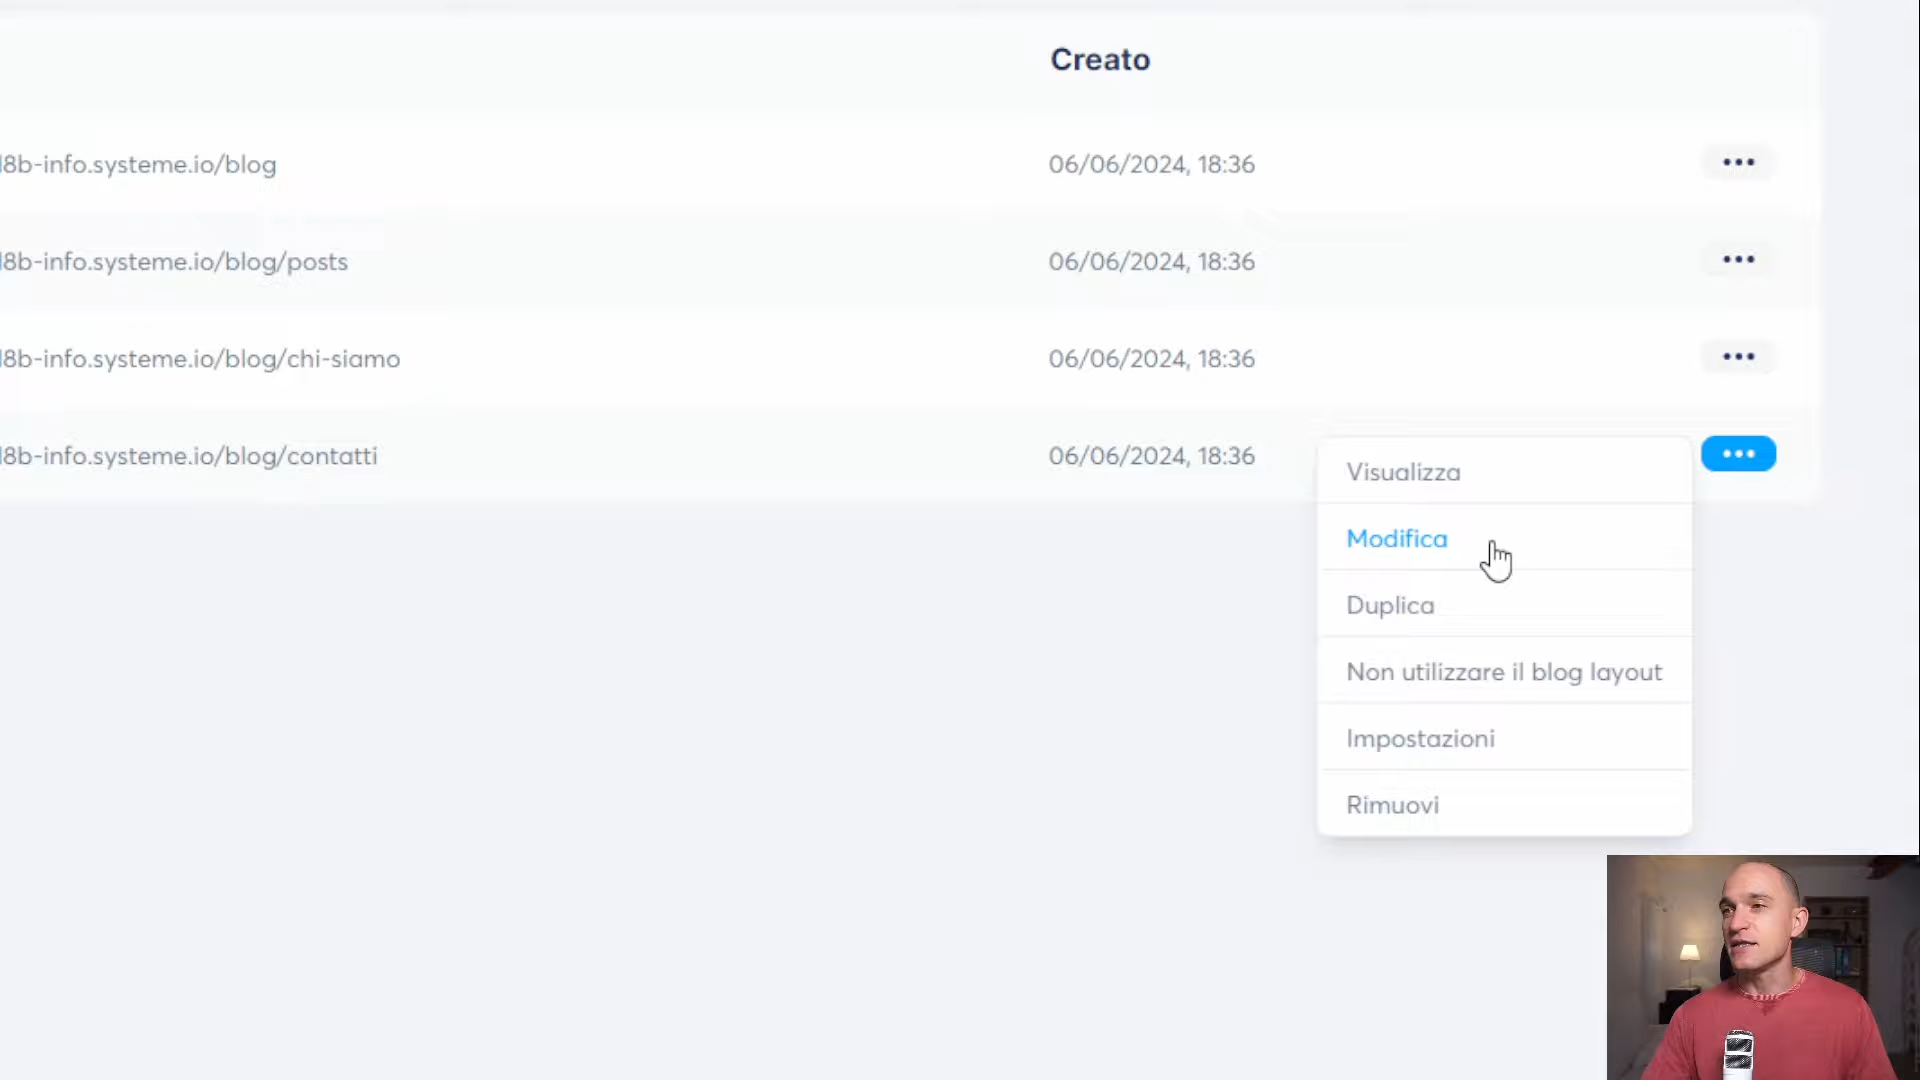 Creato
l8b-info.systeme.io/blog 06/06/2024, 18:36
l8b-info.systeme.io/blog/posts 06/06/2024, 18:36
l8b-info.systeme.io/blog/chi-siamo 06/06/2024, 18:36
l8b-info.systeme.io/blog/contatti 06/06/2024, 18:36
Visualizza
Modifica
Duplica
Non utilizzare il blog layout
Impostazioni
Rimuovi